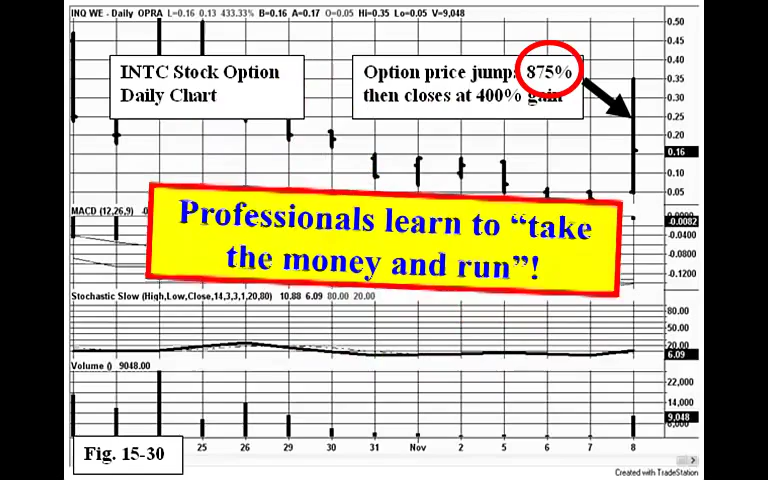 INQ WE - Daily OPRA L=0.16 0.13 433.33% B=0.16 A=0.17 O=0.05 Hi=0.35 Lo=0.05 V=9,048
0.50
0.45
0.40
INTC Stock Option
Daily Chart
Option price jump 875%
then closes at 400% gain
0.35
0.30
0.25
0.20
0.16
0.10
0.05
MACD (12,26,9)
0.0000
-0.0082
-0.0400
-0.0800
-0.1200
Professionals learn to “take
the money and run”!
Stochastic Slow (High,Low,Close,14,3,3,1,20,80) 10.88 6.09 80.00 20.00
80.00
50.00
20.00
6.09
Volume () 9048.00
22,000
14,000
9,048
6,000
25 26 29 30 31 Nov 2 5 6 7 8
Fig. 15-30
Created with TradeStation